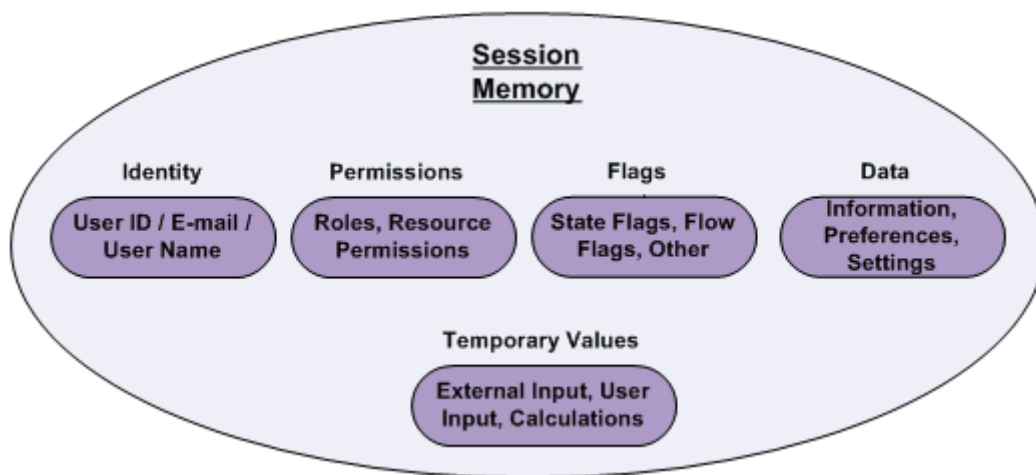 Session
Memory
Identity
Permissions
Flags
Data
User ID / E-mail /
User Name
Roles, Resource
Permissions
State Flags, Flow
Flags, Other
Information,
Preferences,
Settings
Temporary Values
External Input, User
Input, Calculations